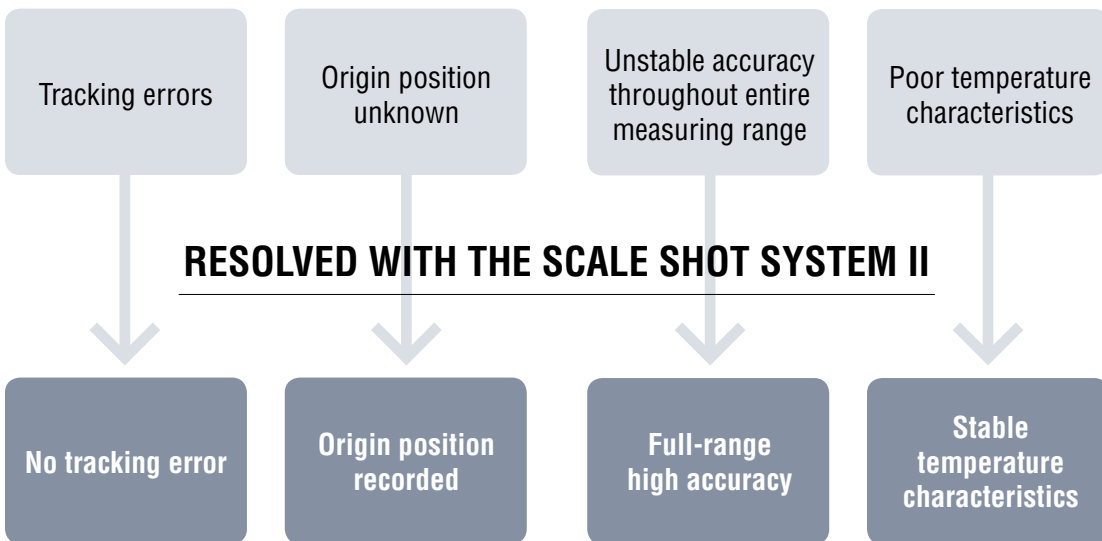 Tracking errors
Origin position
unknown
Unstable accuracy
throughout entire
measuring range
Poor temperature
characteristics
RESOLVED WITH THE SCALE SHOT SYSTEM II
No tracking error
Origin position
recorded
Full-range
high accuracy
Stable
temperature
characteristics